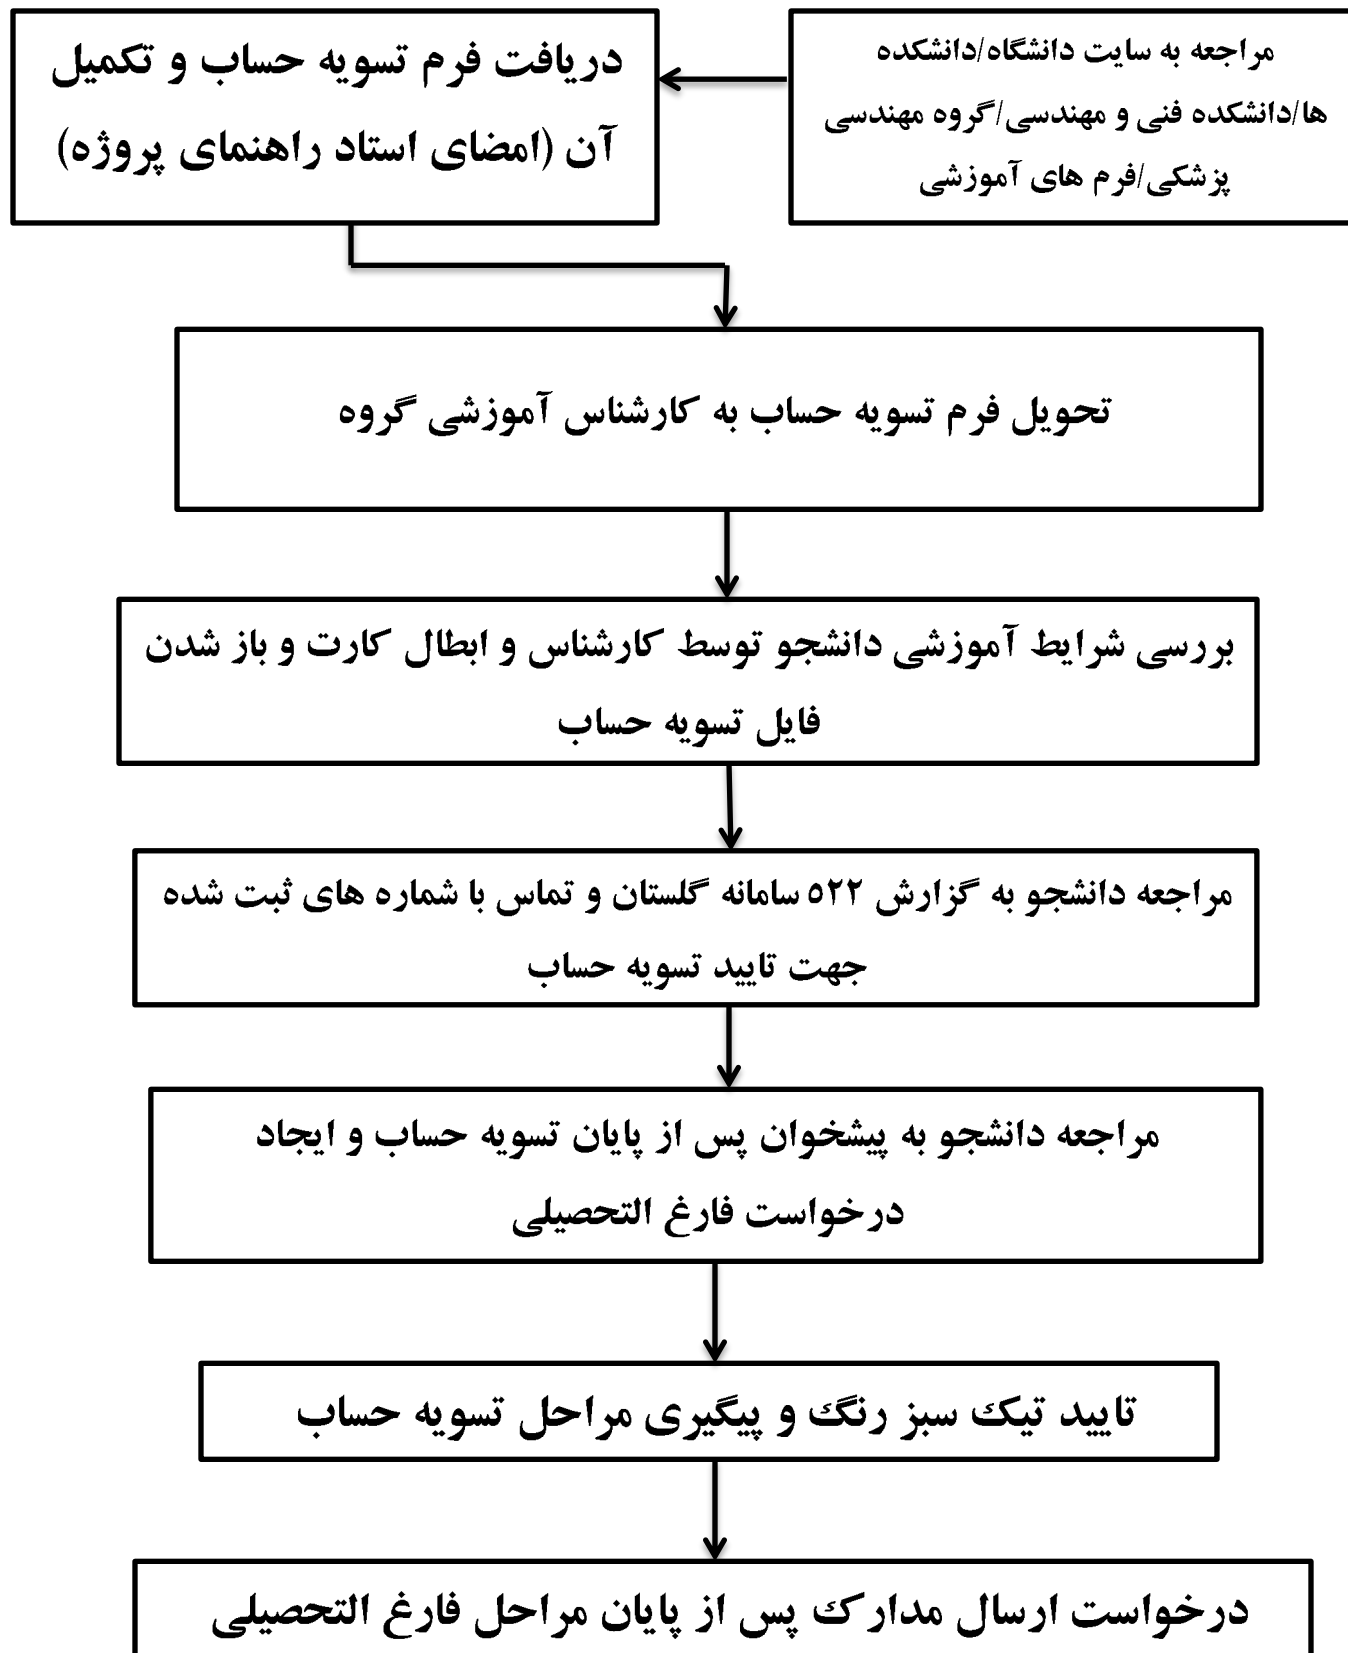 مراجعه به سایت دانشگاه/دانشکده
ها/دانشکده فنی و مهندسی/گروه مهندسی
پزشکی/فرم های آموزشی
دریافت فرم تسویه حساب و تکمیل
آن (امضای استاد راهنمای پروژه)
تحویل فرم تسویه حساب به کارشناس آموزشی گروه
بررسی شرایط آموزشی دانشجو توسط کارشناس و ابطال کارت و باز شدن
فایل تسویه حساب
مراجعه دانشجو به گزارش ۵۲۲ سامانه گلستان و تماس با شماره های ثبت شده
جهت تایید تسویه حساب
مراجعه دانشجو به پیشخوان پس از پایان تسویه حساب و ایجاد
درخواست فارغ التحصیلی
تایید تیک سبز رنگ و پیگیری مراحل تسویه حساب
درخواست ارسال مدارک پس از پایان مراحل فارغ التحصیلی